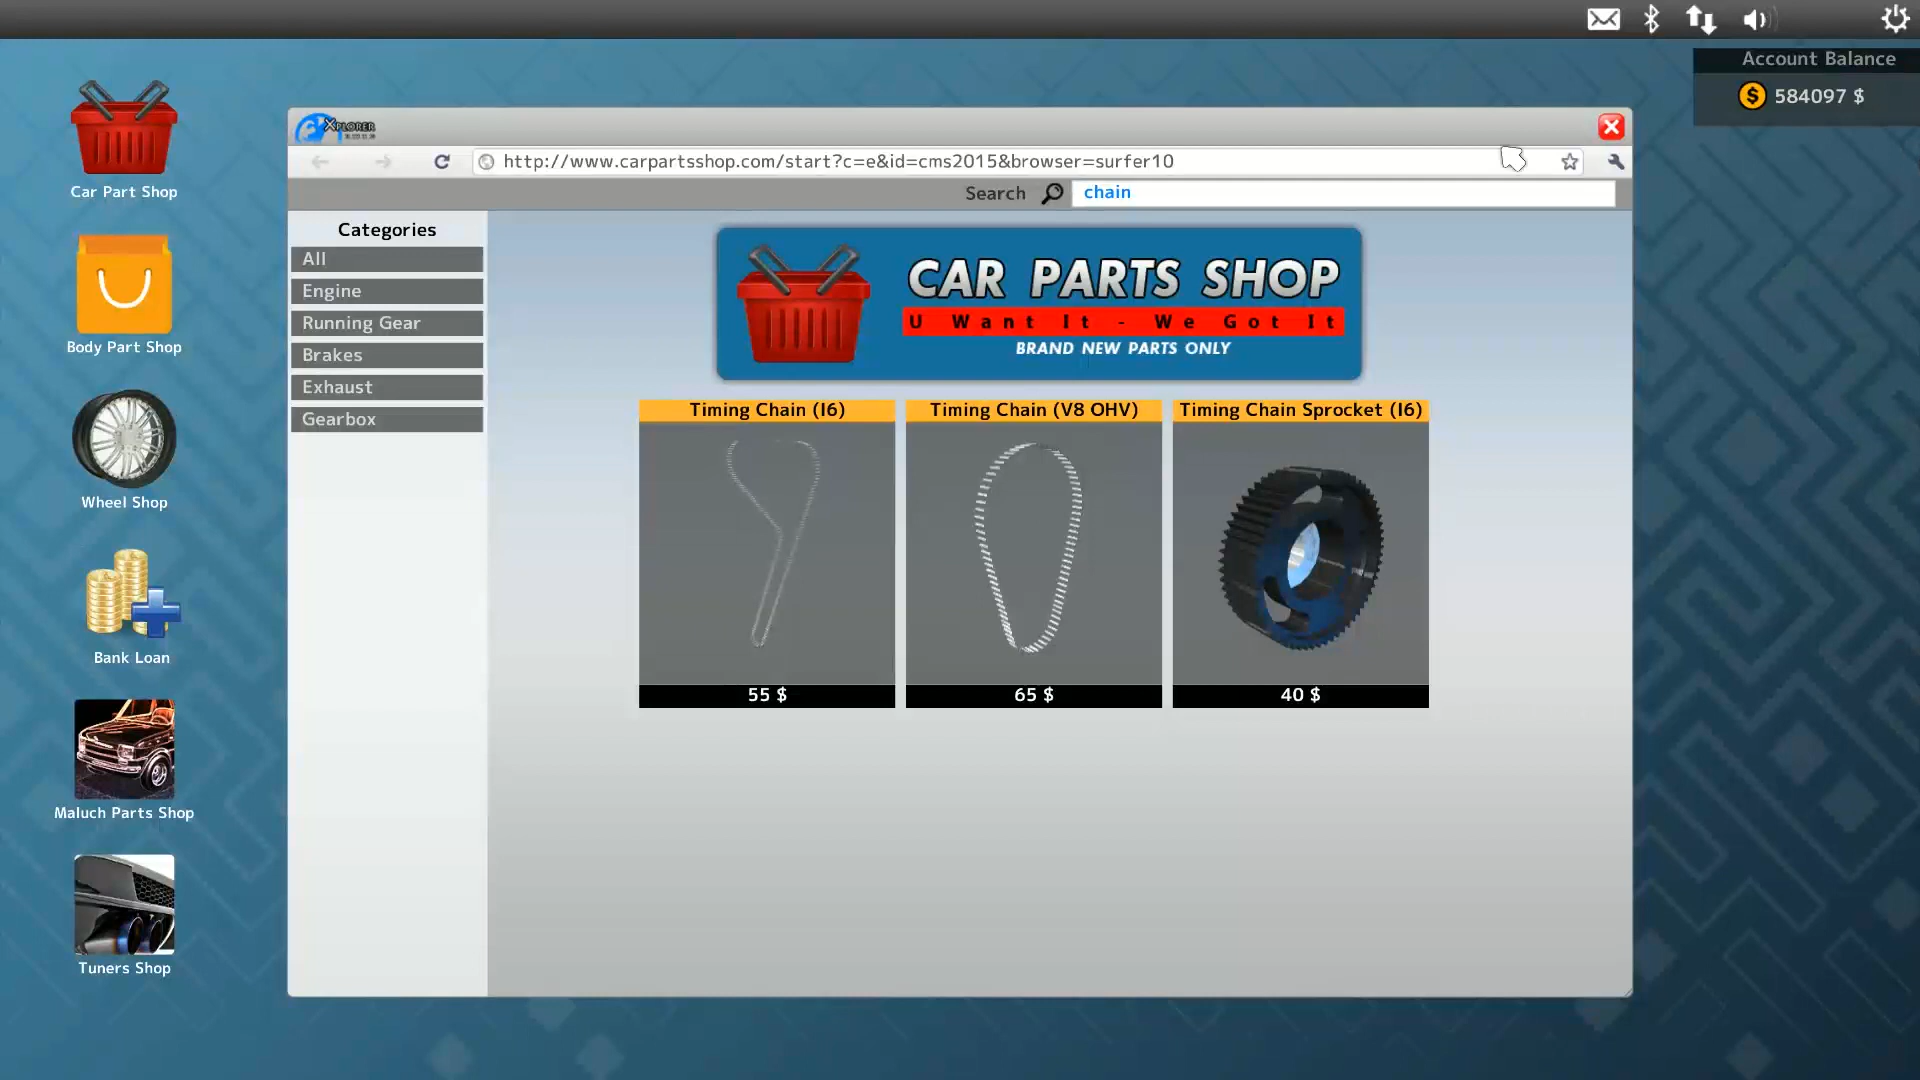 Account Balance
584097 $
Car Part Shop
Body Part Shop
Wheel Shop
Bank Loan
Maluch Parts Shop
Tuners Shop
XPLORER
http://www.carpartsshop.com/start?c=e&id=cms2015&browser=surfer10
Search chain
Categories
All
Engine
Running Gear
Brakes
Exhaust
Gearbox
CAR PARTS SHOP
U Want It - We Got It
BRAND NEW PARTS ONLY
Timing Chain (I6)
55 $
Timing Chain (V8 OHV)
65 $
Timing Chain Sprocket (I6)
40 $